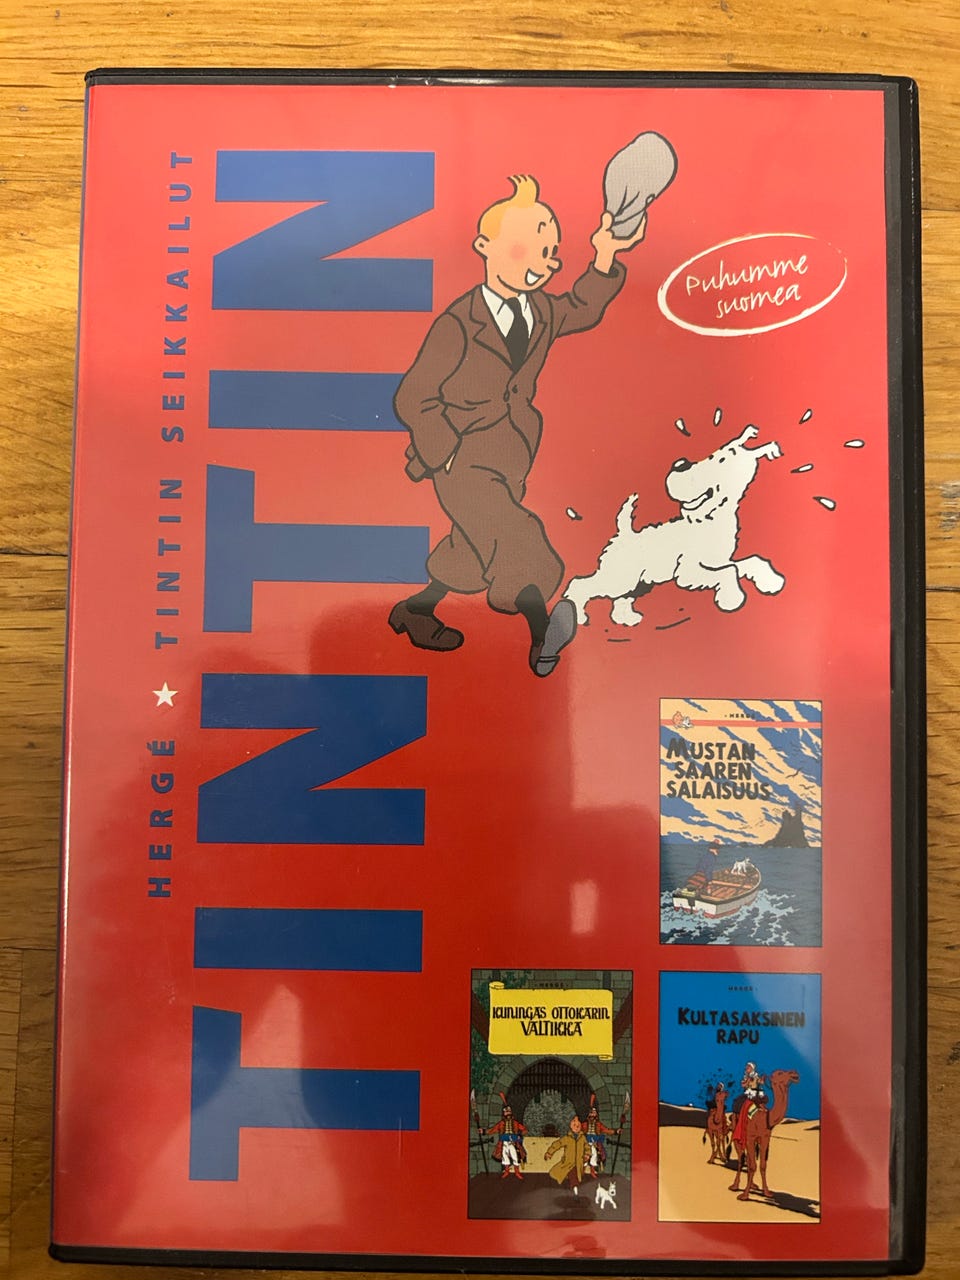 HERGÉ ★ TINTIN SEIKKAILUT
TINTIN
Puhumme
suomea
· HERGÉ ·
MUSTAN
SAAREN
SALAISUUS
· HERGÉ ·
KUNINGAS OTTOKARIN
VALTIKKA
· HERGÉ ·
KULTASAKSINEN
RAPU